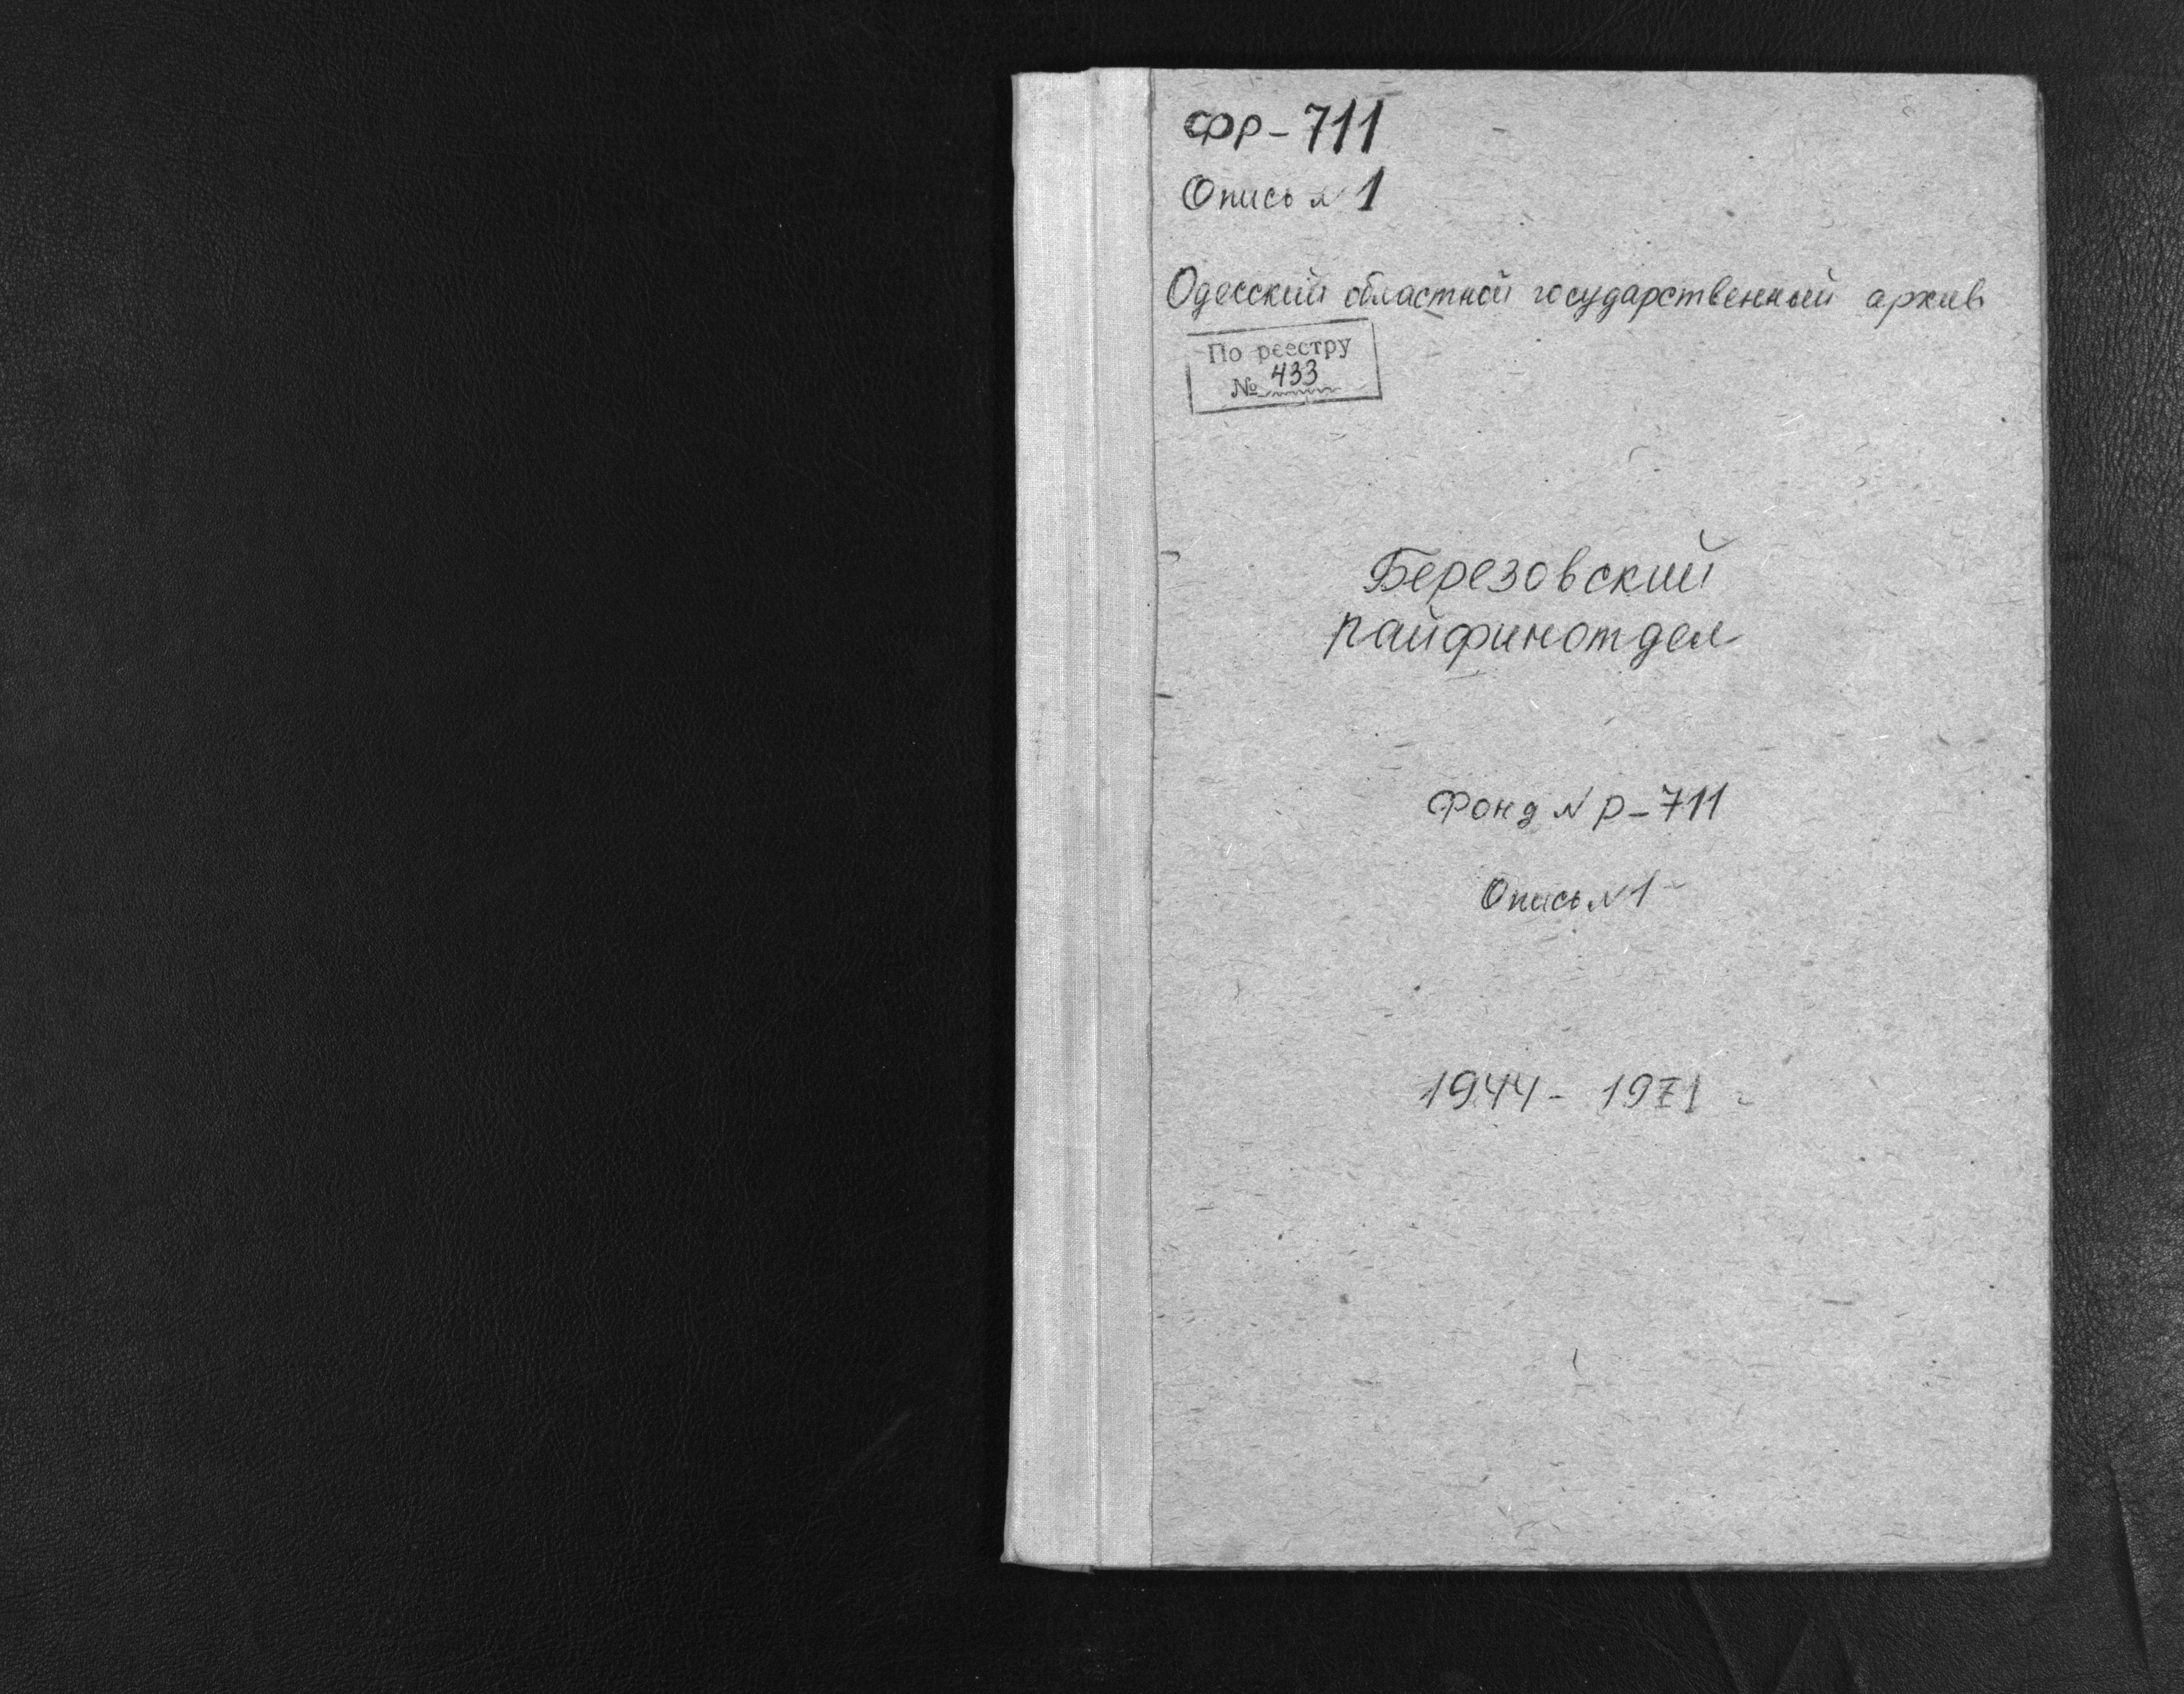 ФР-711
Опись № 1
Одесский областной государственный архив
По реестру
№ 433
Березовский
райфинотдел
Фонд № Р-711
Опись № 1
1944 - 1971